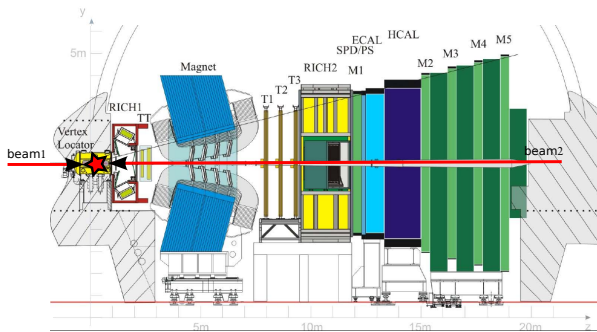 y
5m
Magnet
RICH1
TT
Vertex
Locator
beam1
T1
T2
T3
RICH2
SPD/PS
ECAL
HCAL
M1
M2
M3
M4
M5
beam2
5m
10m
15m
20m
z